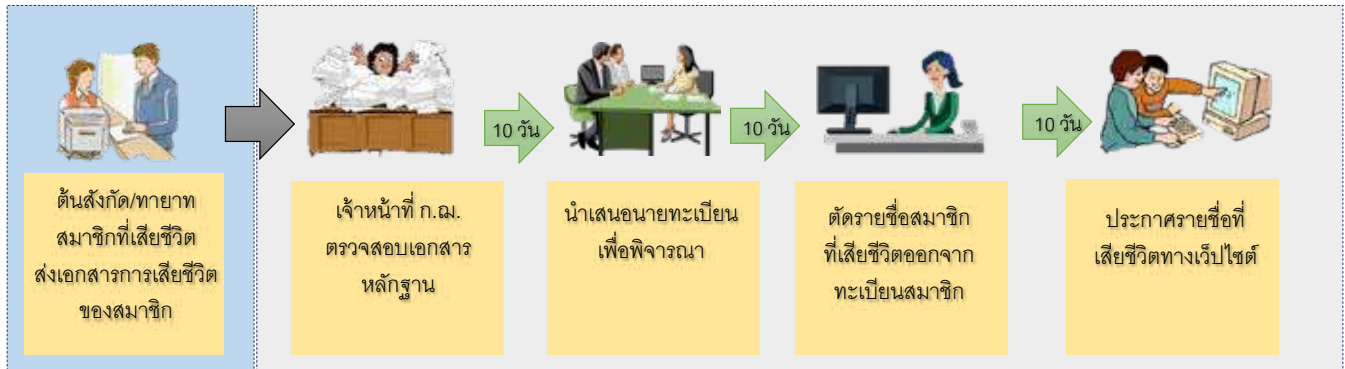 ต้นสังกัด/ทายาท
สมาชิกที่เสียชีวิต
ส่งเอกสารการเสียชีวิต
ของสมาชิก
เจ้าหน้าที่ ก.ฌ.
ตรวจสอบเอกสาร
หลักฐาน
10 วัน
นำเสนอนายทะเบียน
เพื่อพิจารณา
10 วัน
ตัดรายชื่อสมาชิก
ที่เสียชีวิตออกจาก
ทะเบียนสมาชิก
10 วัน
ประกาศรายชื่อที่
เสียชีวิตทางเว็ปไซต์